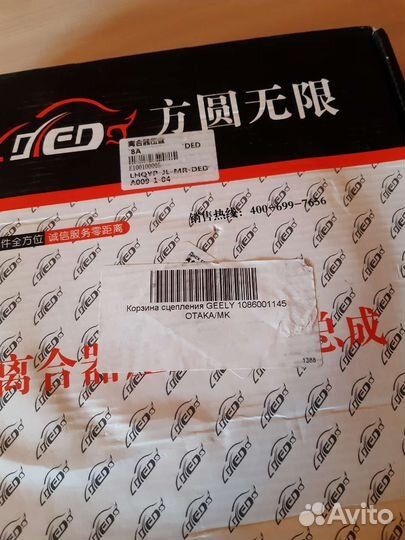 DED
方圆无限
离合器压盘
8A DED
E100100005
LHQYP-JL-MR-DED
A009-1-04
销售热线：400-699-7656
件全方位 诚信服务零距离
Корзина сцепления GEELY 1086001145
OTAKA/MK
1388
离合器 总成
Avito